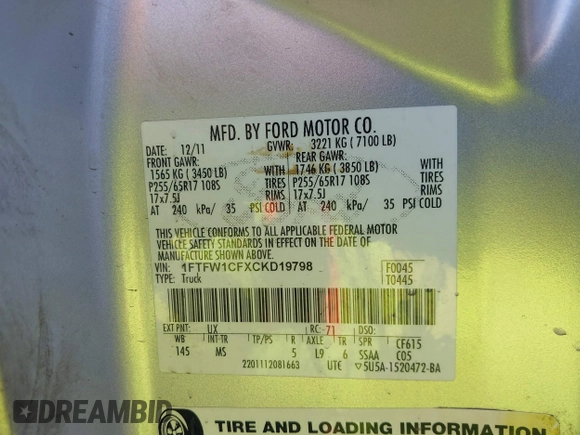 MFD. BY FORD MOTOR CO.
DATE: 12/11 GVWR: 3221 KG ( 7100 LB)
FRONT GAWR: REAR GAWR:
1565 KG ( 3450 LB) WITH 1746 KG ( 3850 LB) WITH
P255/65R17 108S TIRES P255/65R17 108S TIRES
17x7.5J RIMS 17x7.5J RIMS
AT 240 kPa/ 35 PSI COLD AT 240 kPa/ 35 PSI COLD
THIS VEHICLE CONFORMS TO ALL APPLICABLE FEDERAL MOTOR
VEHICLE SAFETY STANDARDS IN EFFECT ON THE DATE OF
MANUFACTURE SHOWN ABOVE.
VIN: 1FTFW1CFXCKD19798 F0045
TYPE: Truck T0445
EXT PNT: UX RC: 71 DSO:
WB INT-TR TP/PS R AXLE TR SPR CF615
145 MS 5 L9 6 SSAA C05
2201112081663 UTC ▽5U5A-1520472-BA
TIRE AND LOADING INFORMATION
DREAMBID